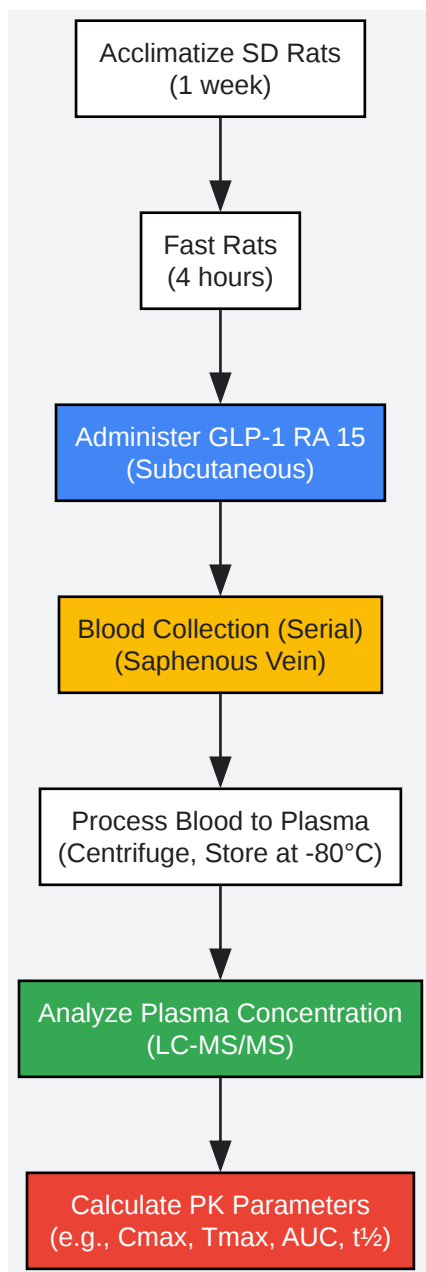 Acclimatize SD Rats
(1 week)
Fast Rats
(4 hours)
Administer GLP-1 RA 15
(Subcutaneous)
Blood Collection (Serial)
(Saphenous Vein)
Process Blood to Plasma
(Centrifuge, Store at -80°C)
Analyze Plasma Concentration
(LC-MS/MS)
Calculate PK Parameters
(e.g., Cmax, Tmax, AUC, t½)